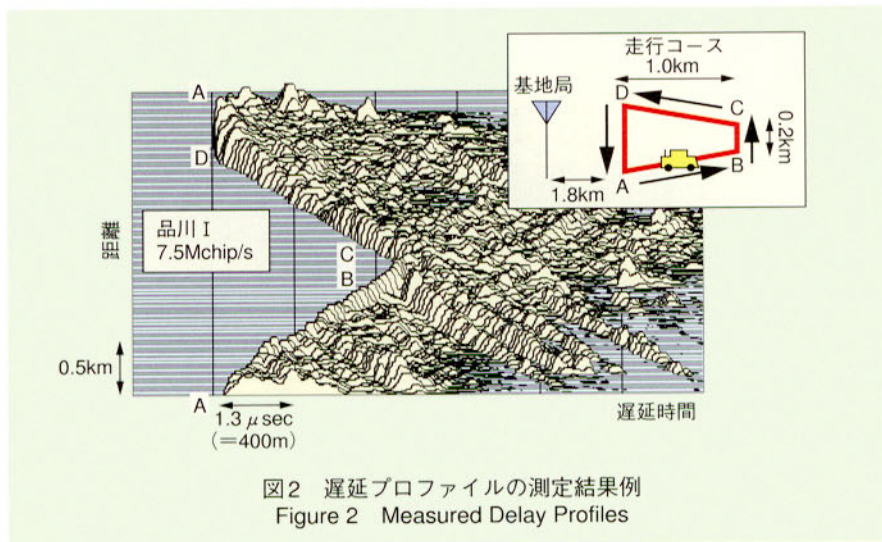 走行コース
1.0km
基地局
D
C
0.2km
B
A
1.8km
A
D
距離
品川Ⅰ
7.5Mchip/s
C
B
0.5km
A
1.3 μsec
(=400m)
遅延時間
図2 遅延プロファイルの測定結果例
Figure 2 Measured Delay Profiles